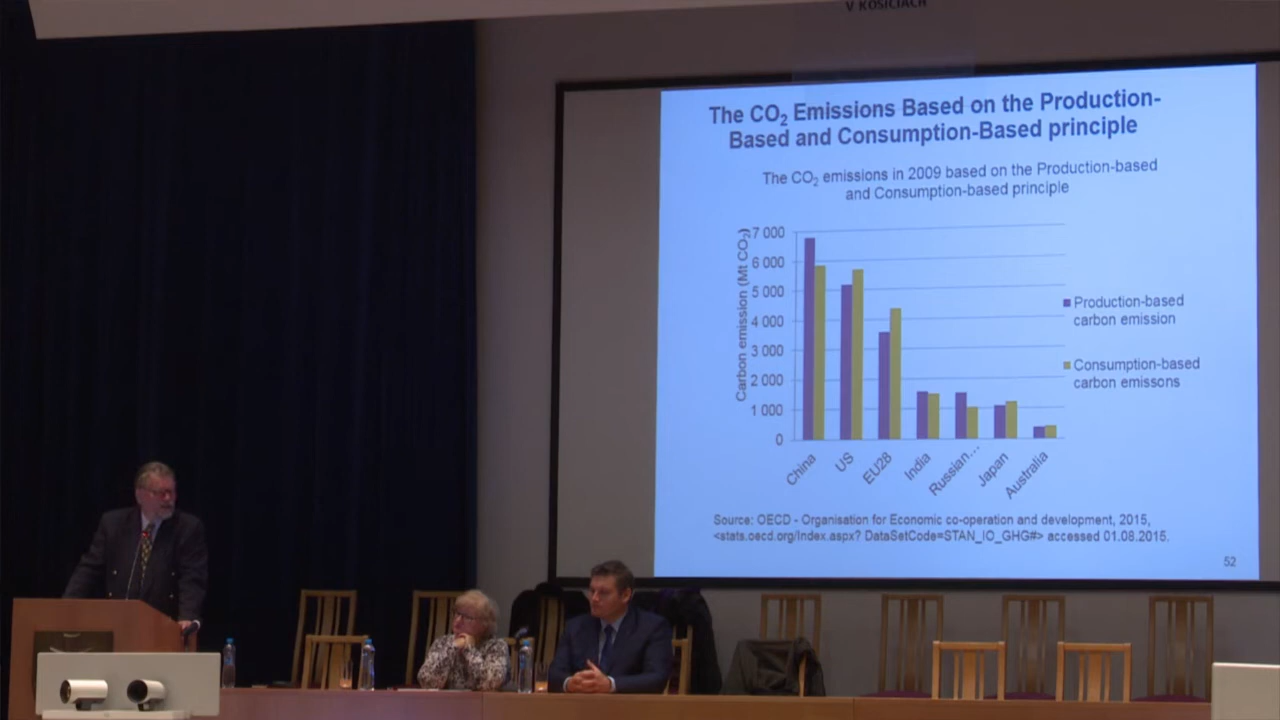 V KOŠICIACH
The CO₂ Emissions Based on the Production-
Based and Consumption-Based principle
The CO₂ emissions in 2009 based on the Production-based
and Consumption-based principle
Carbon emission (Mt CO₂)
7 000
6 000
5 000
4 000
3 000
2 000
1 000
0
China
US
EU28
India
Russian...
Japan
Australia
Production-based
carbon emission
Consumption-based
carbon emissons
Source: OECD - Organisation for Economic co-operation and development, 2015,
<stats.oecd.org/Index.aspx? DataSetCode=STAN_IO_GHG#> accessed 01.08.2015.
52